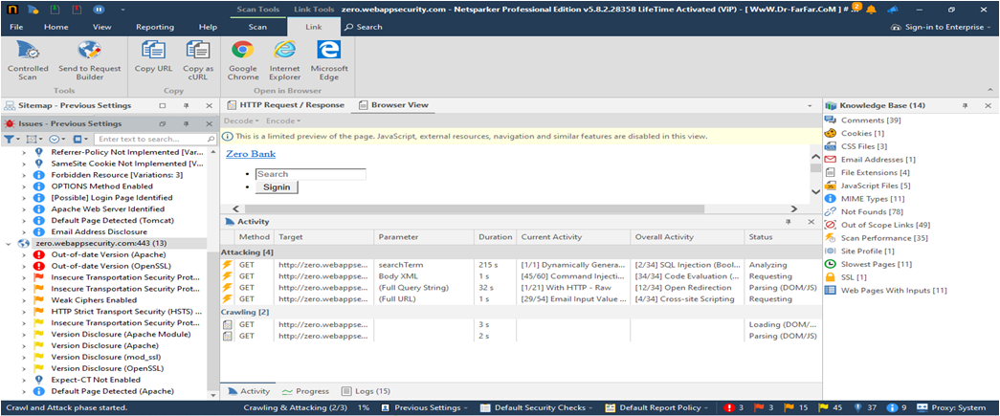 Scan Tools Link Tools zero.webappsecurity.com - Netsparker Professional Edition v5.8.2.28358 LifeTime Activated (ViP) - [ WwW.Dr-FarFar.CoM ] # ... 2
File Home View Reporting Help Scan Link Search Sign-in to Enterprise
Controlled Scan
Send to Request Builder
Copy URL
Copy as cURL
Google Chrome
Internet Explorer
Microsoft Edge
Tools Copy Open in Browser
Sitemap - Previous Settings
Issues - Previous Settings
Enter text to search...
Referrer-Policy Not Implemented [Var...
SameSite Cookie Not Implemented [V...
Forbidden Resource [Variations: 3]
OPTIONS Method Enabled
[Possible] Login Page Identified
Apache Web Server Identified
Default Page Detected (Tomcat)
Email Address Disclosure
zero.webappsecurity.com:443 (13)
Out-of-date Version (Apache)
Out-of-date Version (OpenSSL)
Insecure Transportation Security Prot...
Insecure Transportation Security Prot...
Weak Ciphers Enabled
HTTP Strict Transport Security (HSTS) ...
Insecure Transportation Security Prot...
Version Disclosure (Apache Module)
Version Disclosure (Apache)
Version Disclosure (mod_ssl)
Version Disclosure (OpenSSL)
Expect-CT Not Enabled
Default Page Detected (Apache)
HTTP Request / Response Browser View
Decode Encode
This is a limited preview of the page. JavaScript, external resources, navigation and similar features are disabled in this view.
Zero Bank
Search
Signin
Activity
Method Target Parameter Duration Current Activity Overall Activity Status
Attacking [4]
GET http://zero.webappse... searchTerm 215 s [1/1] Dynamically Genera... [2/34] SQL Injection (Bool... Analyzing
GET http://zero.webappse... Body XML 1 s [45/60] Command Injecti... [34/34] Code Evaluation (... Requesting
GET http://zero.webappse... (Full Query String) 32 s [1/21] With HTTP - Raw [12/34] Open Redirection Parsing (DOM/JS)
GET http://zero.webappse... (Full URL) 1 s [29/54] Email Input Value ... [4/34] Cross-site Scripting Requesting
Crawling [2]
GET http://zero.webappse... 3 s Loading (DOM/...
GET http://zero.webappse... 2 s Parsing (DOM/JS)
Activity Progress Logs (15)
Knowledge Base (14)
Comments [39]
Cookies [1]
CSS Files [3]
Email Addresses [1]
File Extensions [4]
JavaScript Files [5]
MIME Types [11]
Not Founds [78]
Out of Scope Links [49]
Scan Performance [35]
Site Profile [1]
Slowest Pages [11]
SSL [1]
Web Pages With Inputs [11]
Crawl and Attack phase started. Crawling & Attacking (2/3) 1% Previous Settings Default Security Checks Default Report Policy 3 3 15 45 37 9 Proxy: System